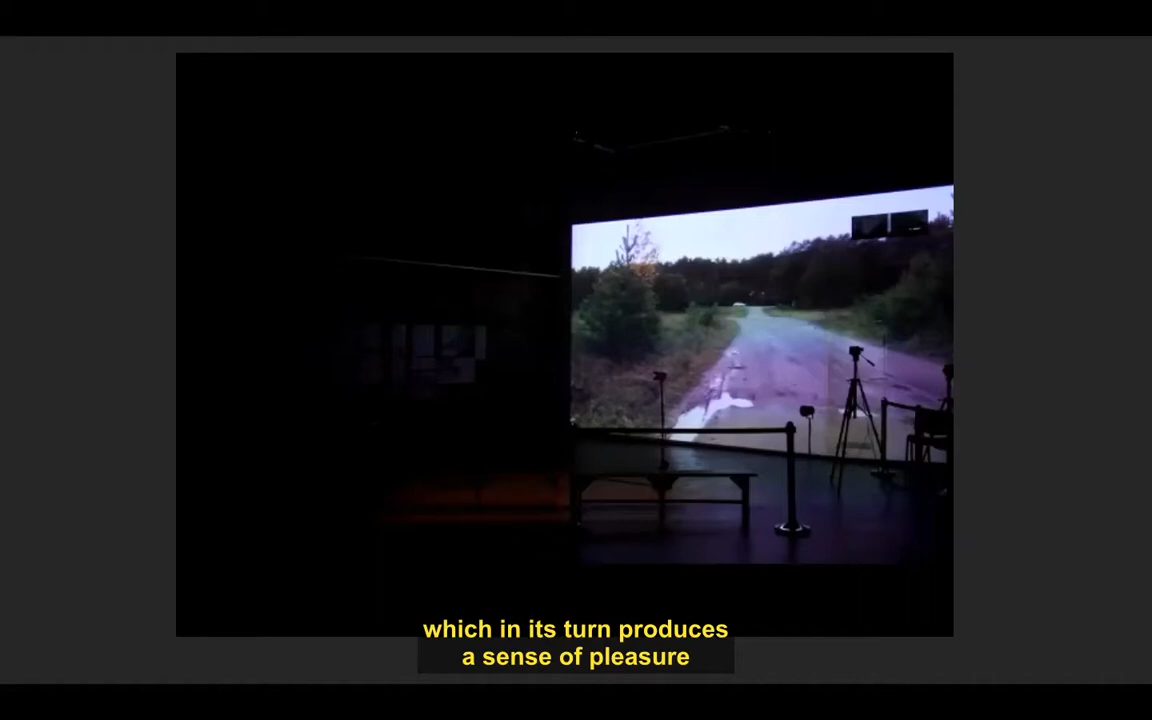 which in its turn produces
a sense of pleasure